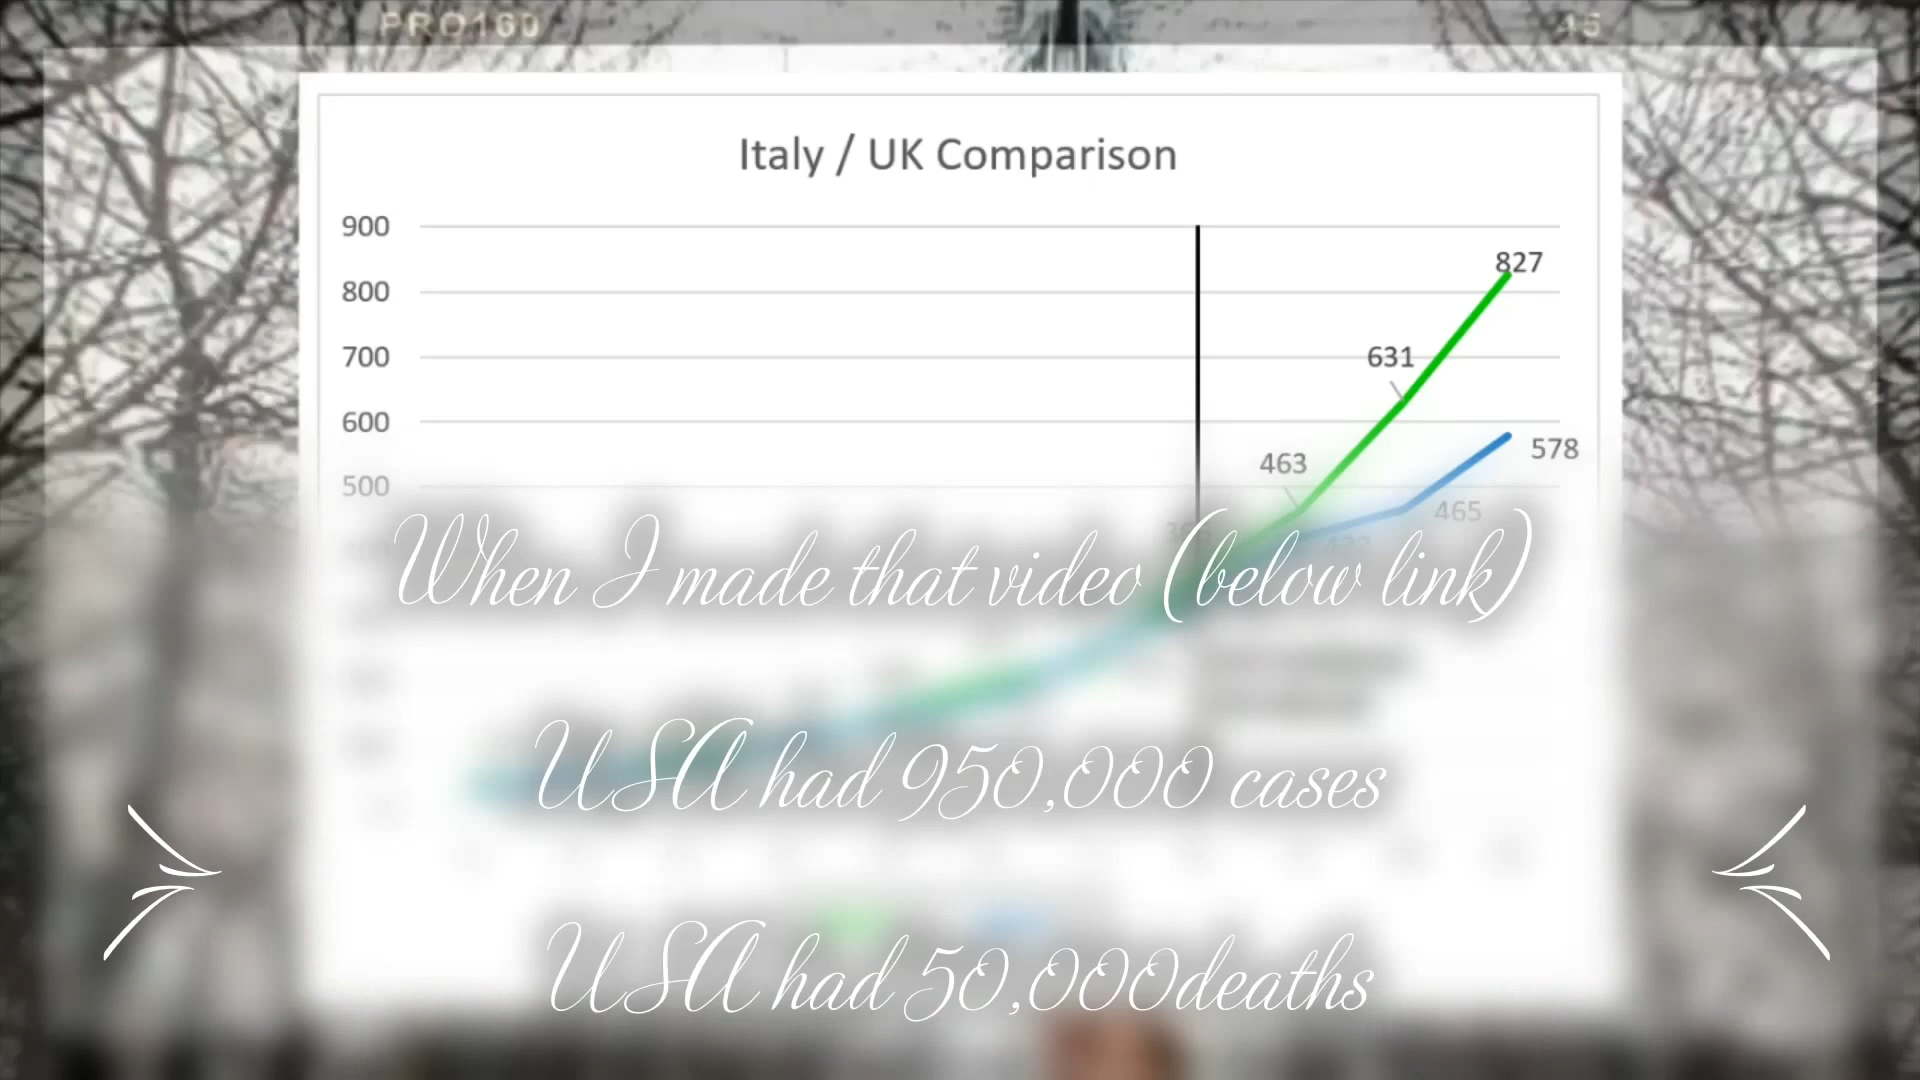 PRO160 45
Italy / UK Comparison
900
827
800
631
700
600
578
463
500
465
When I made that video (below link)
USA had 950,000 cases
USA had 50,000deaths